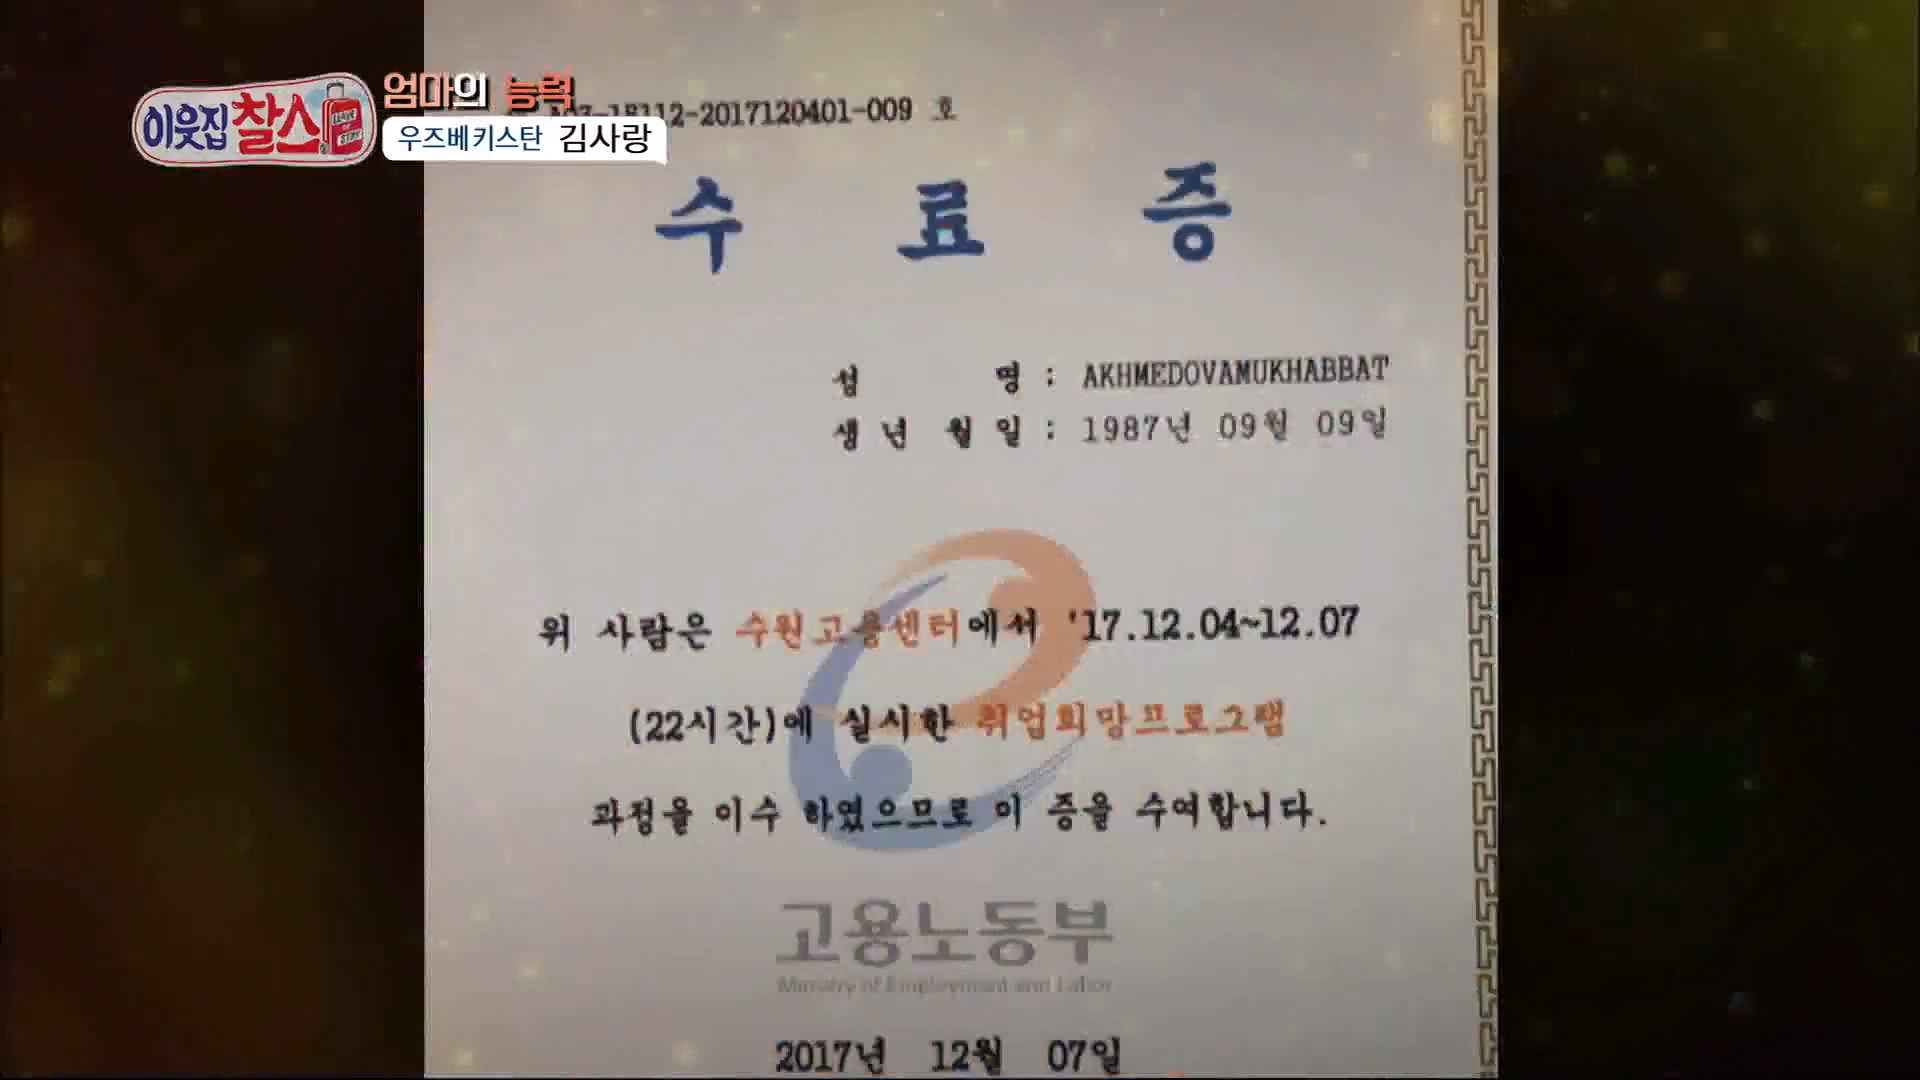 이웃집 찰스
엄마의 능력
우즈베키스탄 김사랑
-2017120401-009 호
수 료 증
성 명 : AKHMEDOVAMUKHABBAT
생 년 월 일 : 1987년 09월 09일
위 사람은 수원고용센터에서 '17.12.04~12.07
(22시간)에 실시한 취업희망프로그램
과정을 이수 하였으므로 이 증을 수여합니다.
고용노동부
Ministry of Employment and Labor
2017년 12월 07일